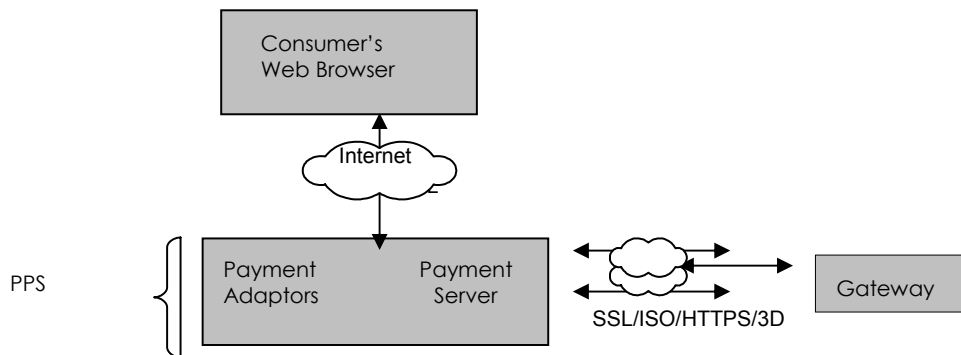 Consumer’s
Web Browser
Internet
PPS
Payment
Adaptors
Payment
Server
Gateway
SSL/ISO/HTTPS/3D